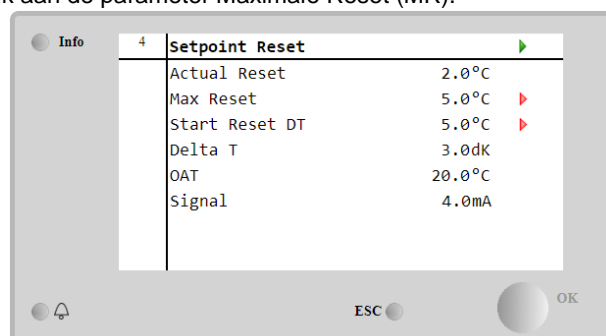 k aan de parameter Maximale Reset (MR).
Info
4 Setpoint Reset
Actual Reset 2.0°C
Max Reset 5.0°C
Start Reset DT 5.0°C
Delta T 3.0dK
OAT 20.0°C
Signal 4.0mA
ESC OK